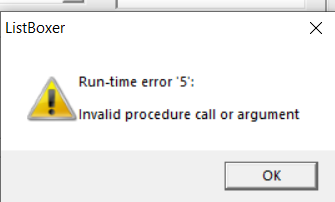 ListBoxer
Run-time error '5':
Invalid procedure call or argument
OK